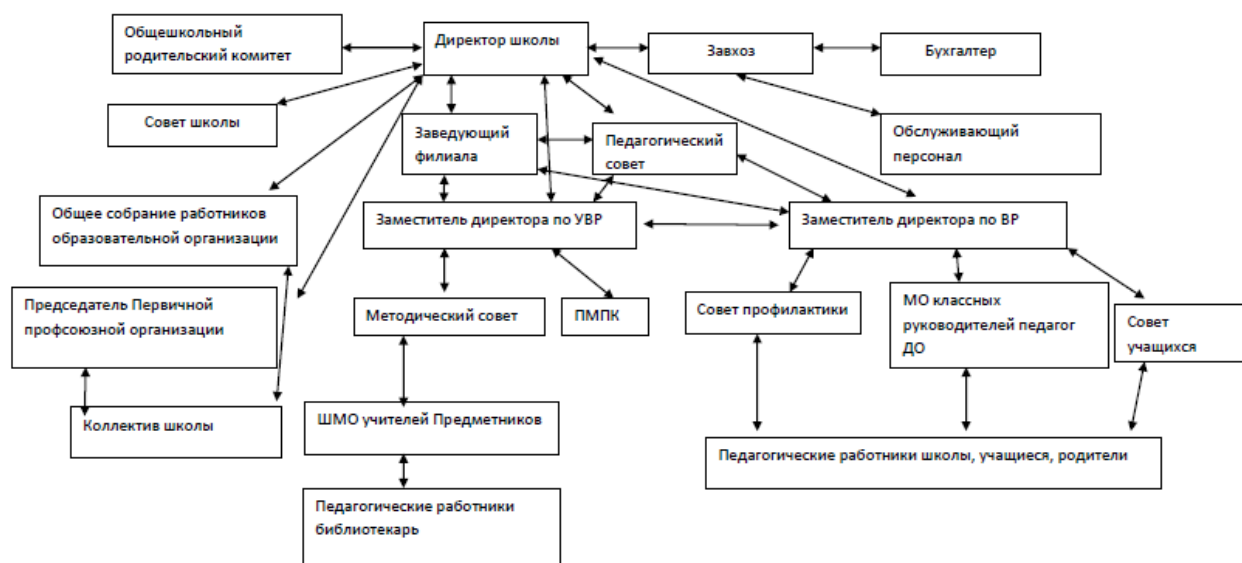 Общешкольный
родительский комитет
Директор школы
Завхоз
Бухгалтер
Совет школы
Заведующий
филиала
Педагогический
совет
Обслуживающий
персонал
Общее собрание работников
образовательной организации
Заместитель директора по УВР
Заместитель директора по ВР
Председатель Первичной
профсоюзной организации
Методический совет
ПМПК
Совет профилактики
МО классных
руководителей педагог
ДО
Совет
учащихся
Коллектив школы
ШМО учителей Предметников
Педагогические работники школы, учащиеся, родители
Педагогические работники
библиотекарь